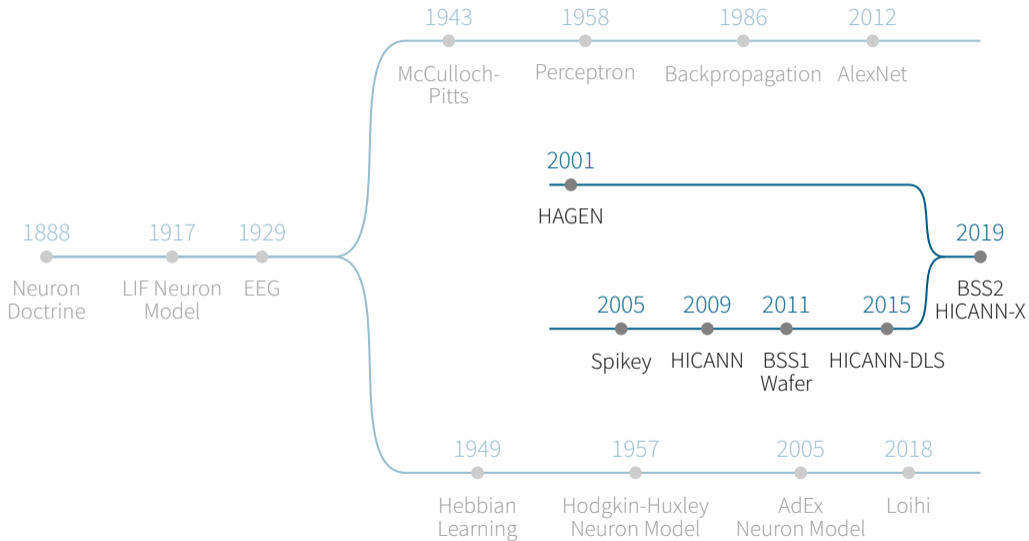 1943 1958 1986 2012
McCulloch- Perceptron Backpropagation AlexNet
Pitts
2001
HAGEN
1888 1917 1929 2019
Neuron LIF Neuron EEG BSS2
Doctrine Model HICANN-X
2005 2009 2011 2015
Spikey HICANN BSS1 HICANN-DLS
Wafer
1949 1957 2005 2018
Hebbian Hodgkin-Huxley AdEx Loihi
Learning Neuron Model Neuron Model